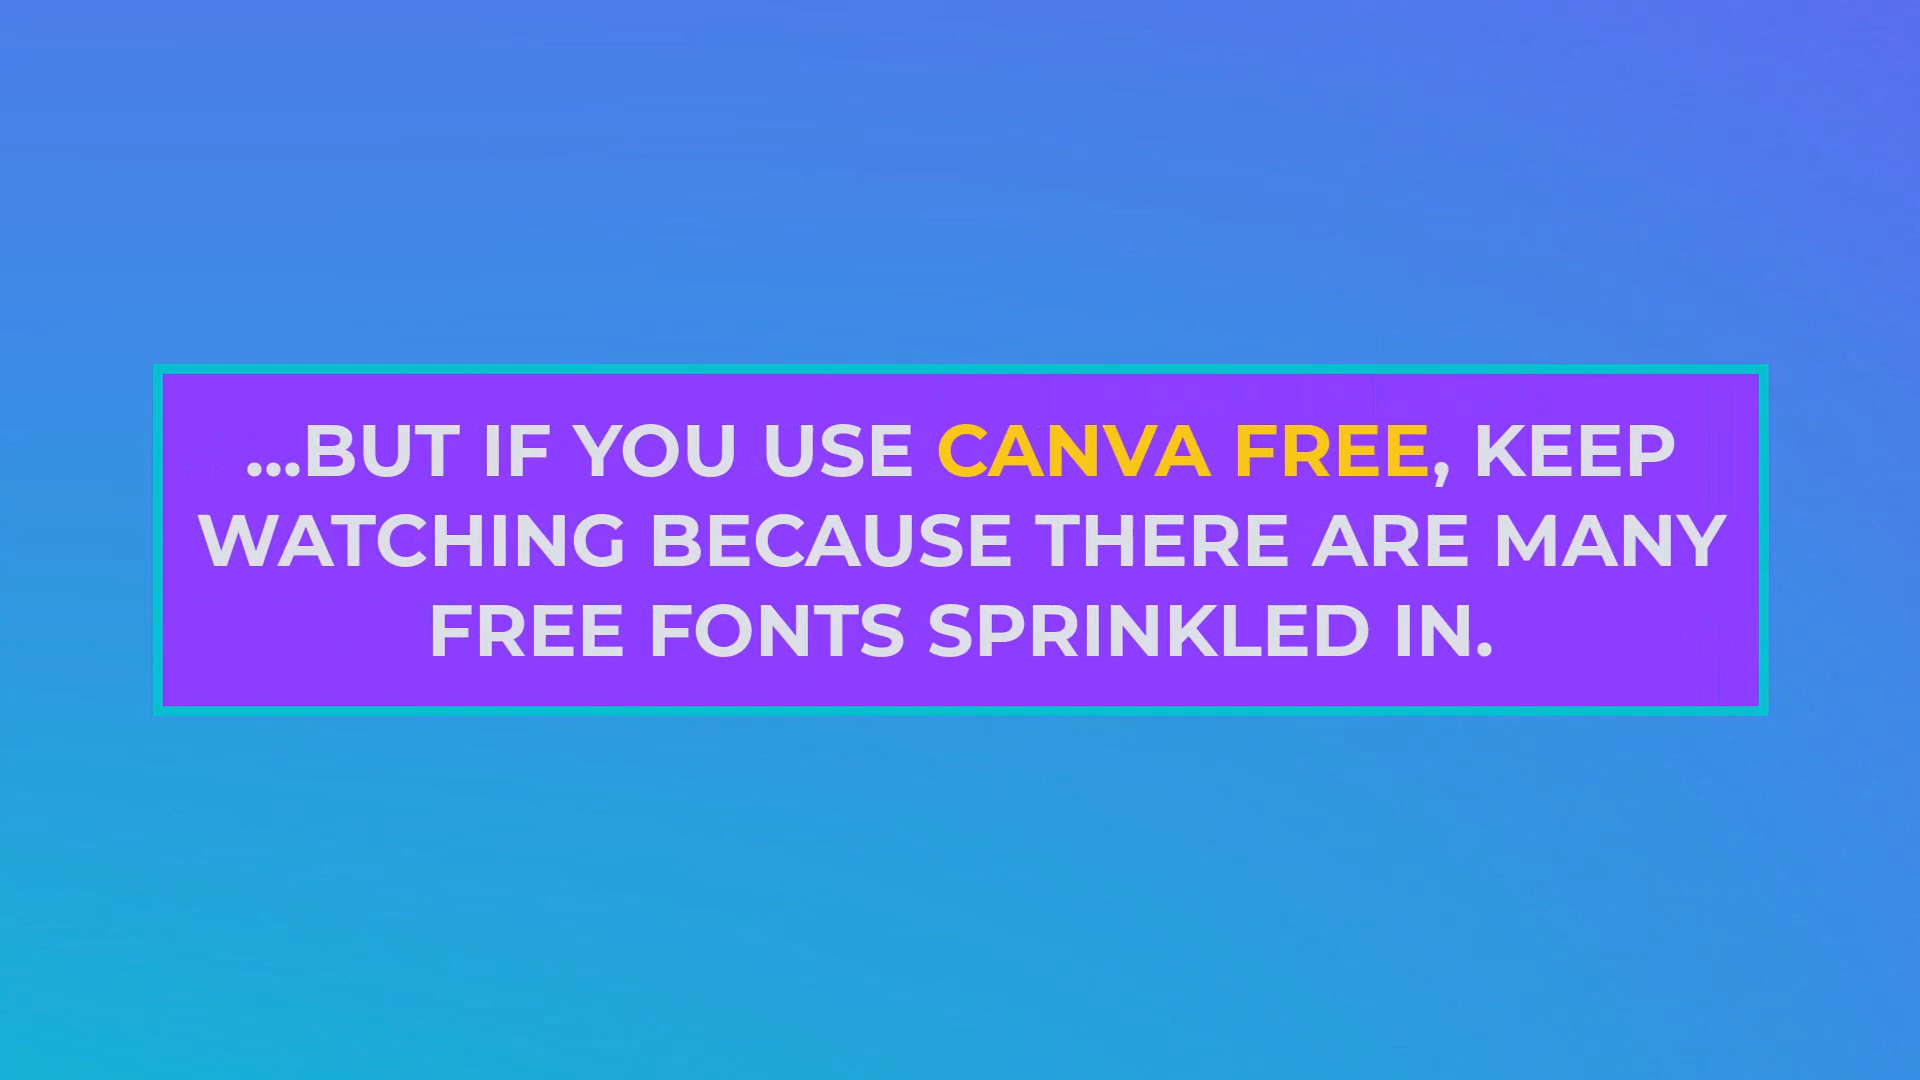 ...BUT IF YOU USE CANVA FREE, KEEP
WATCHING BECAUSE THERE ARE MANY
FREE FONTS SPRINKLED IN.